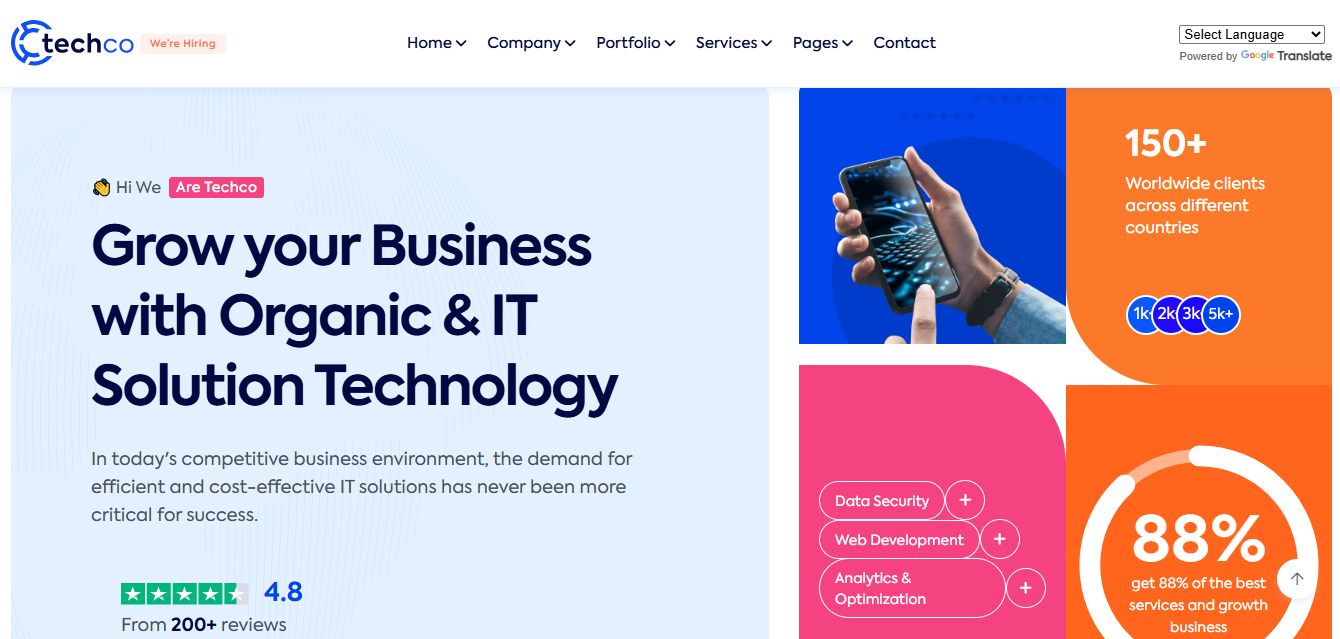 techco
We're Hiring
Home
Company
Portfolio
Services
Pages
Contact
Select Language
Powered by Google Translate
Hi We Are Techco
Grow your Business
with Organic & IT
Solution Technology
In today's competitive business environment, the demand for
efficient and cost-effective IT solutions has never been more
critical for success.
4.8
From 200+ reviews
150+
Worldwide clients
across different
countries
1k+ 2k 3k 5k+
Data Security +
Web Development +
Analytics &
Optimization +
88%
get 88% of the best
services and growth
business